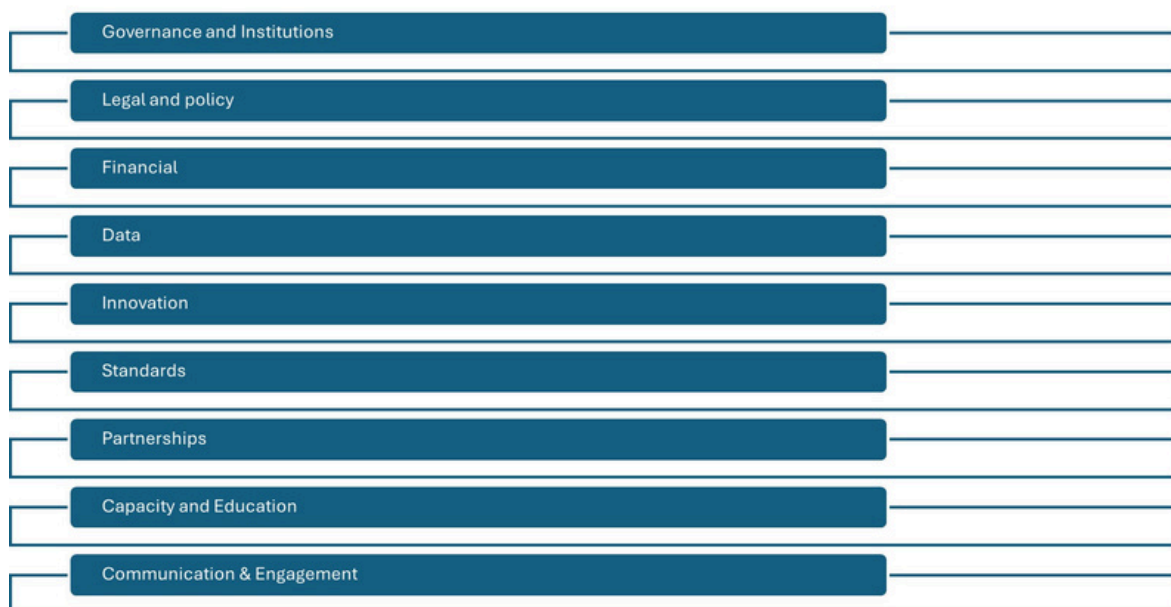 Governance and Institutions
Legal and policy
Financial
Data
Innovation
Standards
Partnerships
Capacity and Education
Communication & Engagement